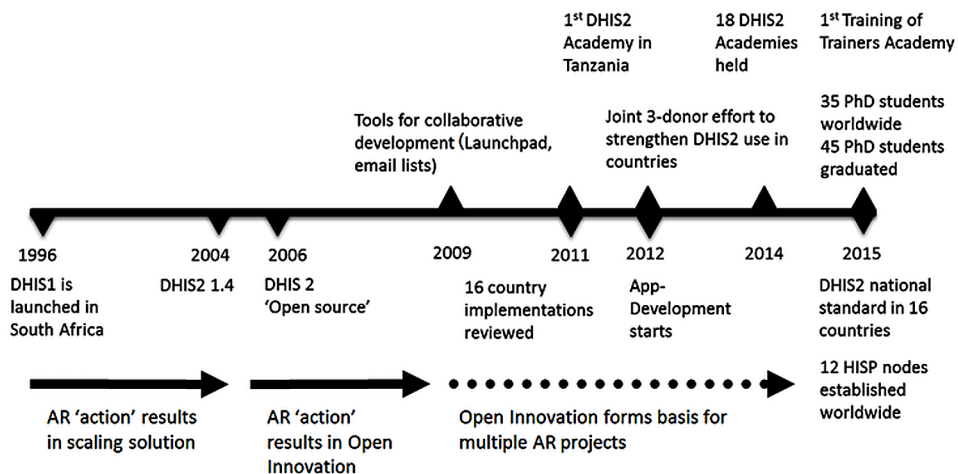 1st DHIS2
Academy in
Tanzania
18 DHIS2
Academies
held
1st Training of
Trainers Academy
35 PhD students
worldwide
45 PhD students
graduated
Tools for collaborative
development (Launchpad,
email lists)
Joint 3-donor effort to
strengthen DHIS2 use in
countries
1996
2004
2006
2009
2011
2012
2014
2015
DHIS1 is
launched in
South Africa
DHIS2 1.4
DHIS 2
‘Open source’
16 country
implementations
reviewed
App-
Development
starts
DHIS2 national
standard in 16
countries
12 HISP nodes
established
worldwide
AR ‘action’ results
in scaling solution
AR ‘action’
results in Open
Innovation
Open Innovation forms basis for
multiple AR projects